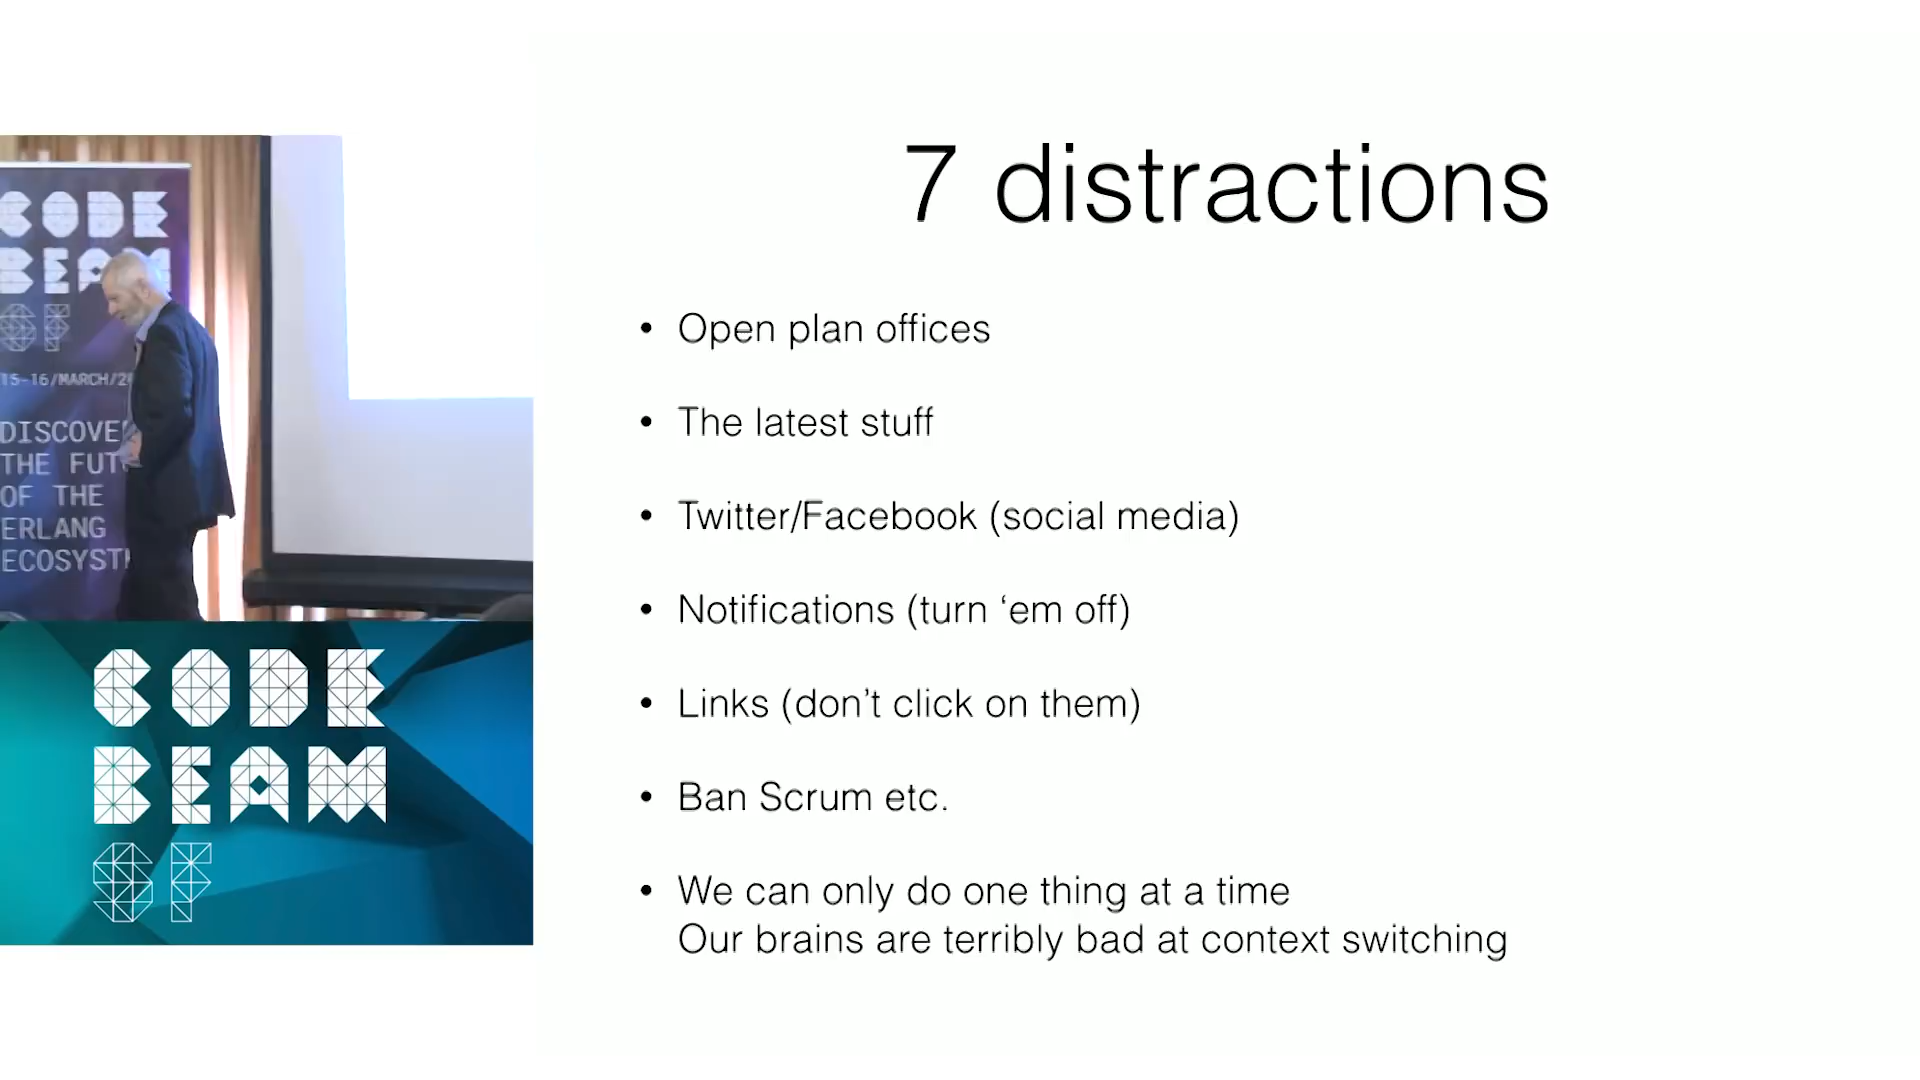 7 distractions
• Open plan offices
• The latest stuff
• Twitter/Facebook (social media)
• Notifications (turn ‘em off)
• Links (don’t click on them)
• Ban Scrum etc.
• We can only do one thing at a time
Our brains are terribly bad at context switching
CODE
BEAM
SF
15-16/MARCH/2
DISCOVE
THE FUT
OF THE
ERLANG
ECOSYST
CODE
BEAM
SF